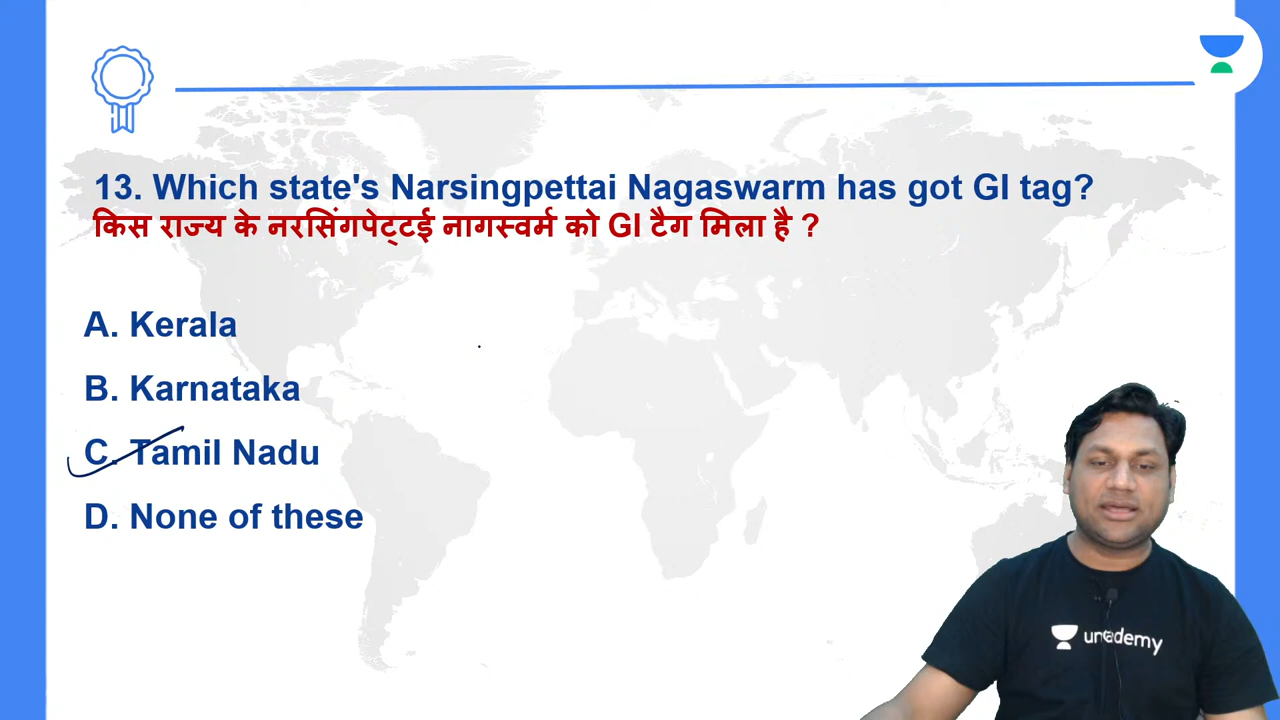 13. Which state's Narsingpettai Nagaswarm has got GI tag?
किस राज्य के नरसिंगपेट्टई नागस्वर्म को GI टैग मिला है ?
A. Kerala
B. Karnataka
C. Tamil Nadu
D. None of these
unacademy